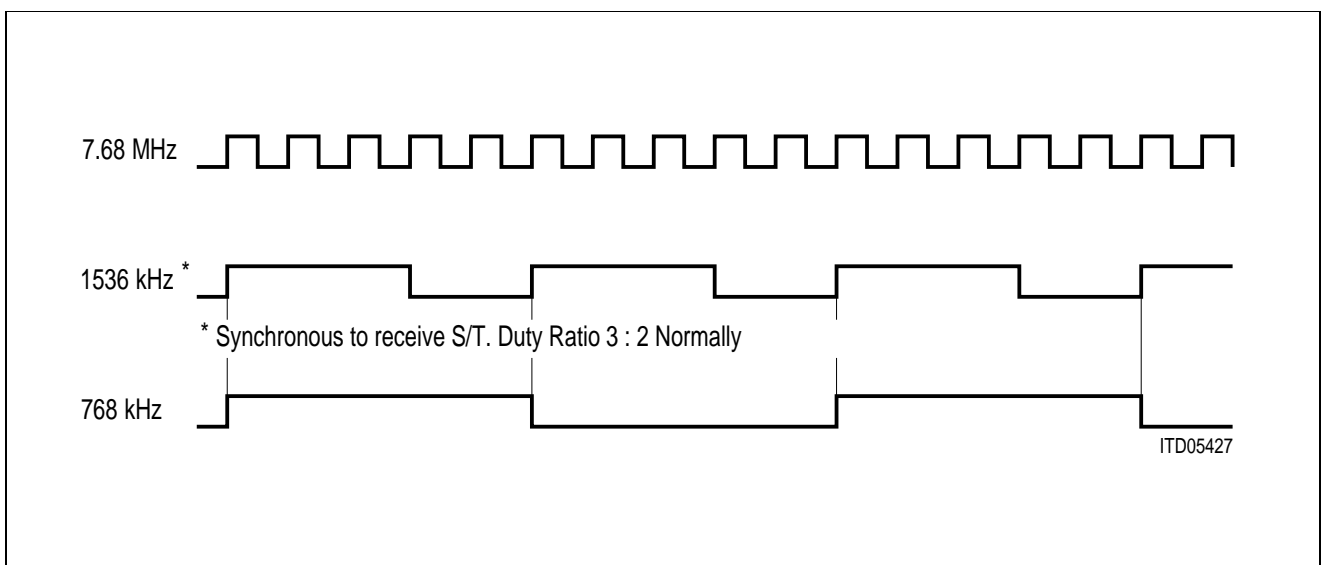 7.68 MHz
1536 kHz *
* Synchronous to receive S/T. Duty Ratio 3 : 2 Normally
768 kHz
ITD05427